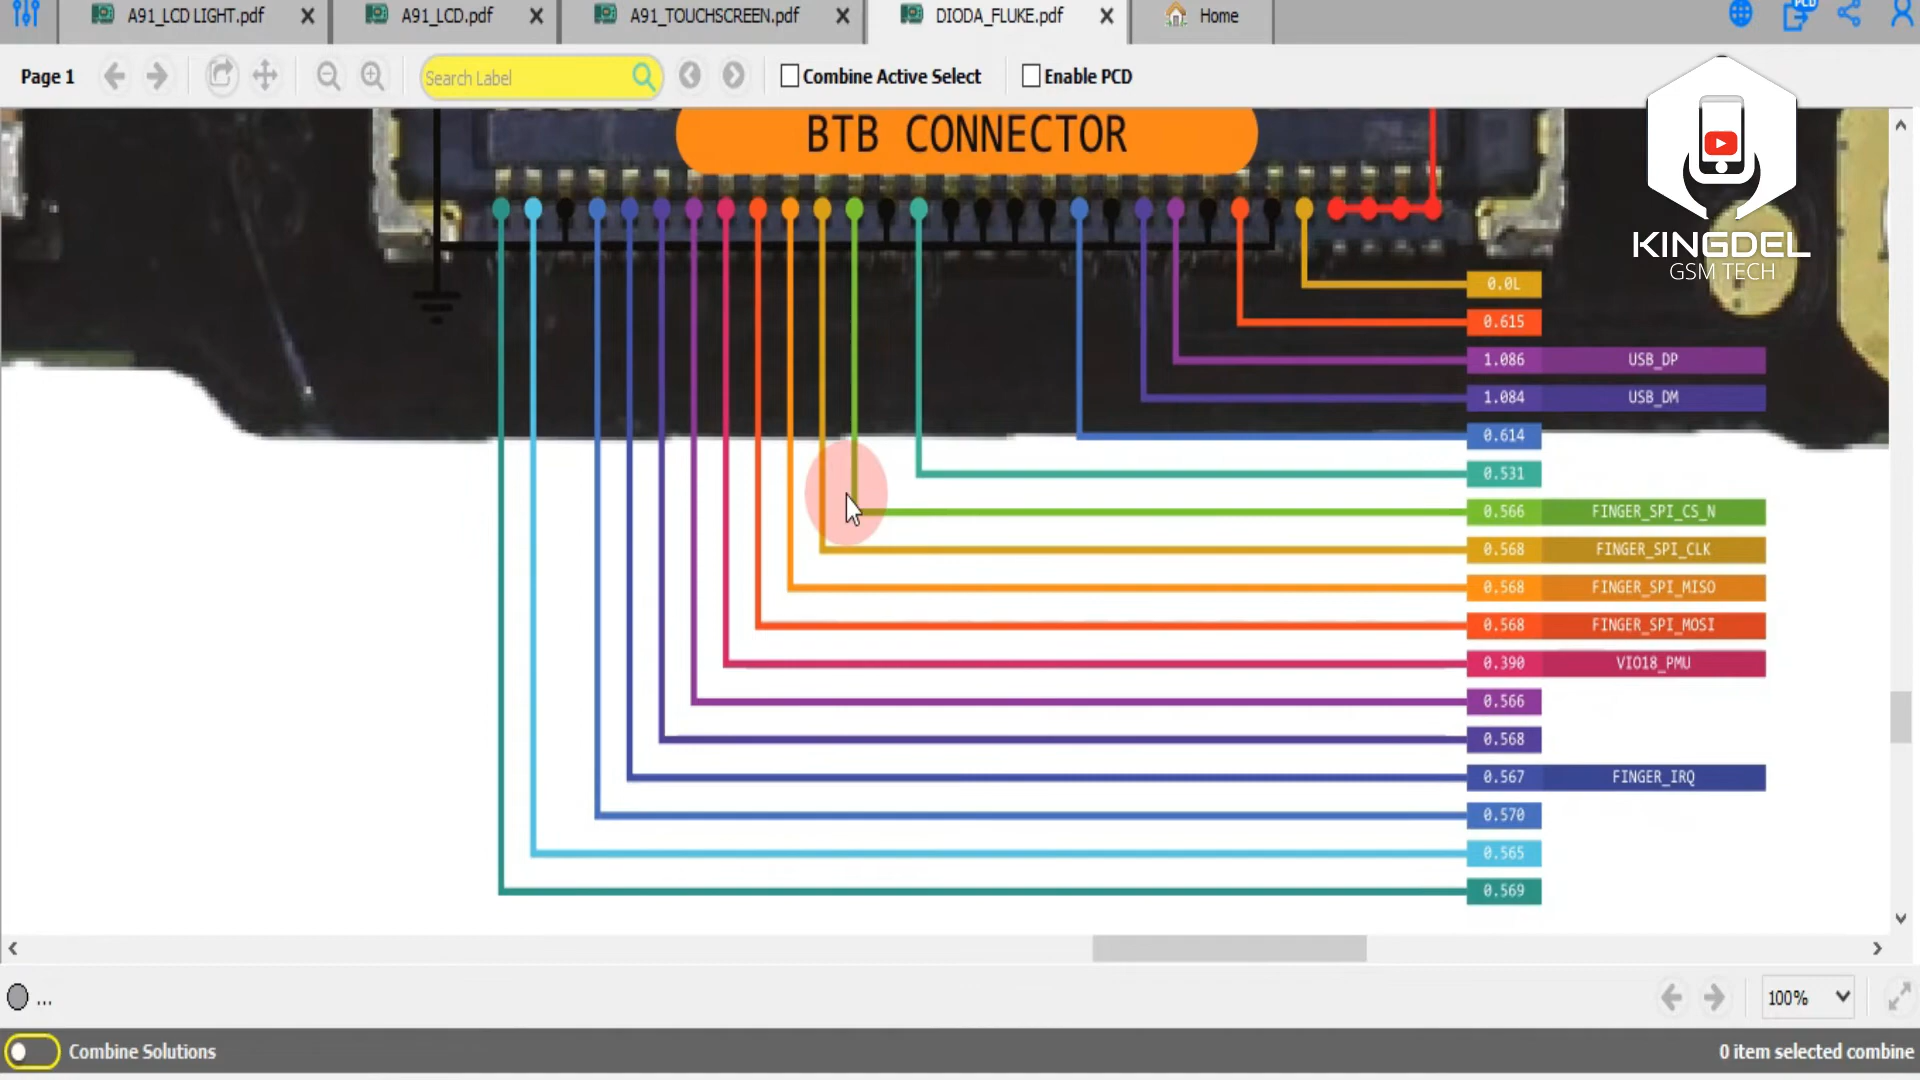 A91_LCD LIGHT.pdf
A91_LCD.pdf
A91_TOUCHSCREEN.pdf
DIODA_FLUKE.pdf
Home
PCD
Page 1
Search Label
Combine Active Select
Enable PCD
BTB CONNECTOR
KINGDEL
GSM TECH
0.0L
0.615
1.086 USB_DP
1.084 USB_DM
0.614
0.531
0.566 FINGER_SPI_CS_N
0.568 FINGER_SPI_CLK
0.568 FINGER_SPI_MISO
0.568 FINGER_SPI_MOSI
0.390 VIO18_PMU
0.566
0.568
0.567 FINGER_IRQ
0.570
0.565
0.569
...
100%
Combine Solutions
0 item selected combine